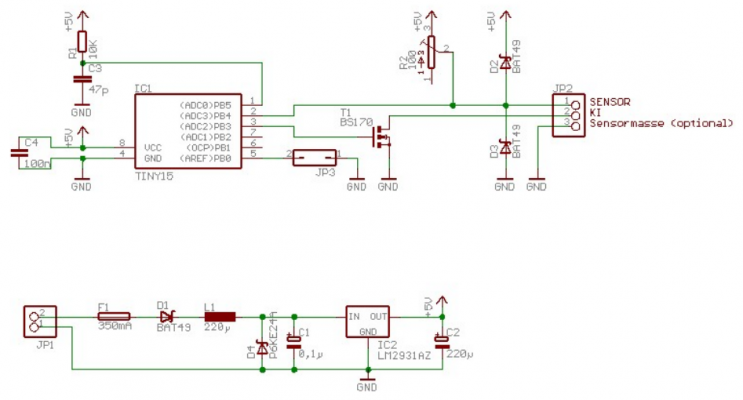 +5V
R1
10K
C3
47p
GND
C4
100n
+5V
GND
IC1
(ADC0)PB5
(ADC3)PB4
(ADC2)PB3
(ADC1)PB2
(OCP)PB1
(AREF)PB0
VCC
GND
8
4
1
2
3
7
6
5
TINY15
2
1
JP3
GND
T1
BS170
GND
+5V
3
R2
100
2
1
+5V
D2
BAT49
D3
BAT49
GND
JP2
1
2
3
SENSOR
KI
Sensormasse (optional)
GND
2
1
JP1
F1
350mA
D1
BAT49
L1
220µ
D4
P6KE24A
C1
0,1µ
IN OUT
GND
IC2
LM2931AZ
+5V
C2
220µ
GND